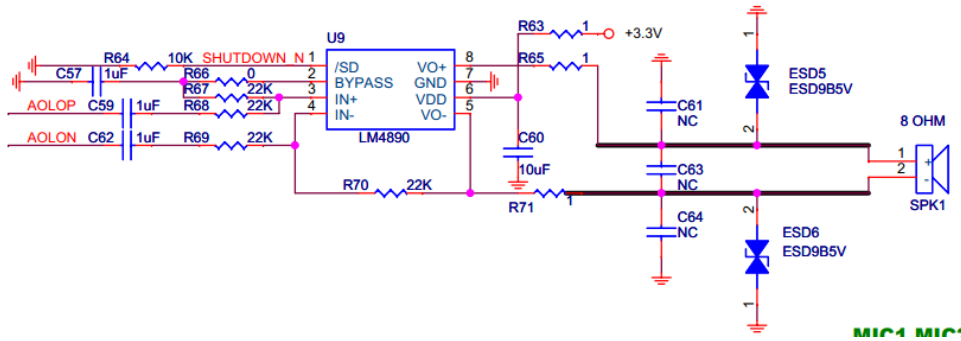 R63 1 +3.3V
U9
R64 10K SHUTDOWN_N 1 /SD VO+ 8 R65 1
C57 1uF R66 0 2 BYPASS GND 7
R67 22K 3 IN+ VDD 6
AOLOP C59 1uF R68 22K 4 IN- VO- 5
AOLON C62 1uF R69 22K LM4890
C60
10uF
R70 22K
R71 1
C61
NC
C63
NC
C64
NC
1
ESD5
ESD9B5V
2
8 OHM
1 +
2 -
SPK1
2
ESD6
ESD9B5V
1